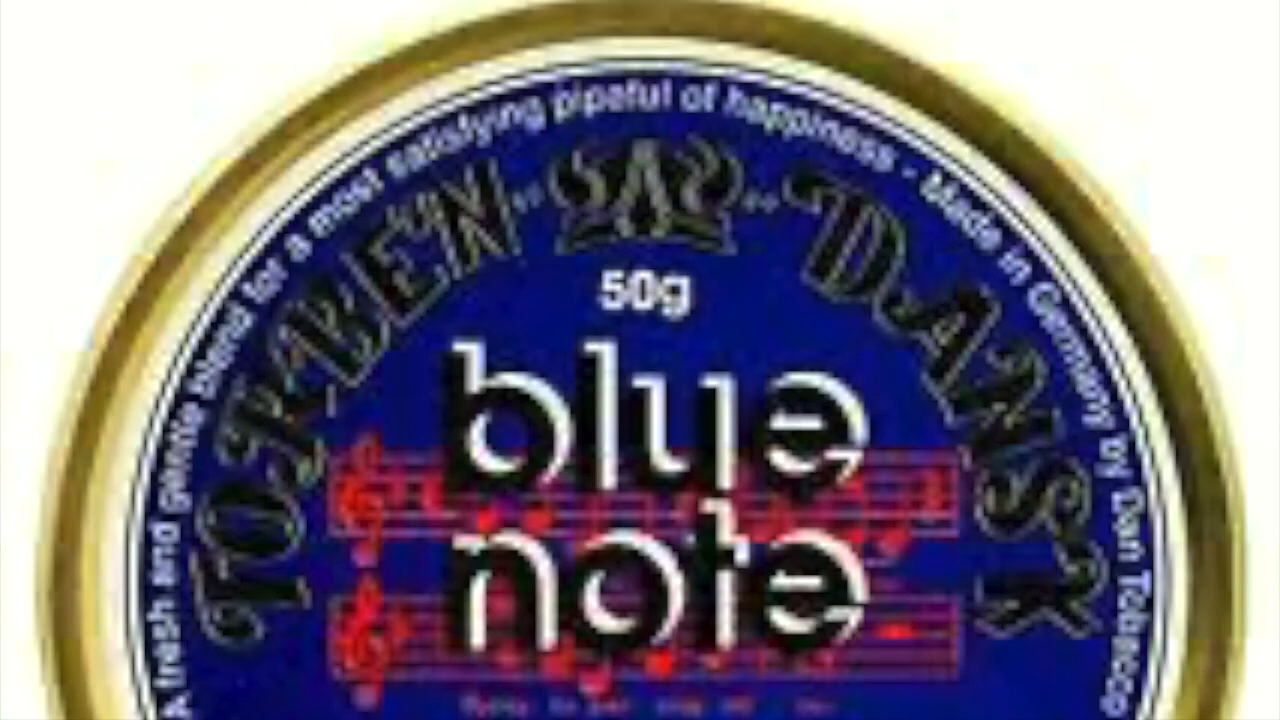 A fresh and gentle blend for a most satisfying pipeful of happiness - Made in Germany by Dan Tobacco
TORBEN DANSK
50g
blue
note